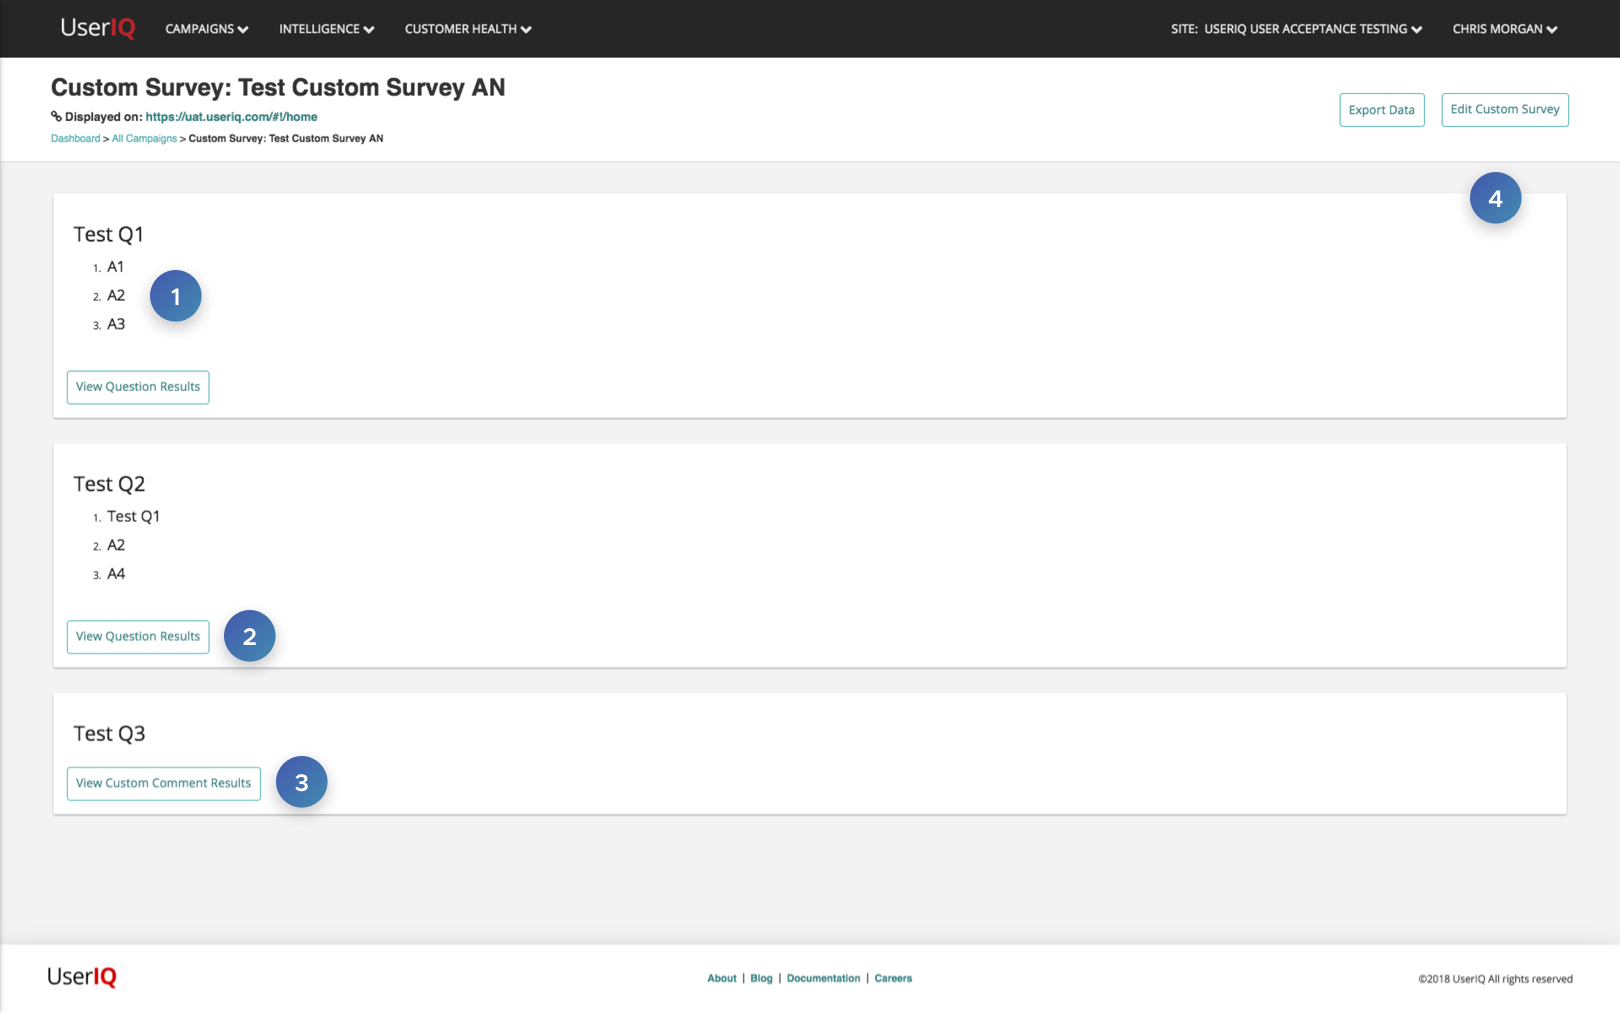 UserIQ CAMPAIGNS INTELLIGENCE CUSTOMER HEALTH SITE: USERIQ USER ACCEPTANCE TESTING CHRIS MORGAN
Custom Survey: Test Custom Survey AN
Displayed on: https://uat.useriq.com/#!/home
Dashboard > All Campaigns > Custom Survey: Test Custom Survey AN
Export Data Edit Custom Survey
4
Test Q1
1. A1
2. A2
3. A3
1
View Question Results
Test Q2
1. Test Q1
2. A2
3. A4
View Question Results
2
Test Q3
View Custom Comment Results
3
UserIQ About | Blog | Documentation | Careers ©2018 UserIQ All rights reserved